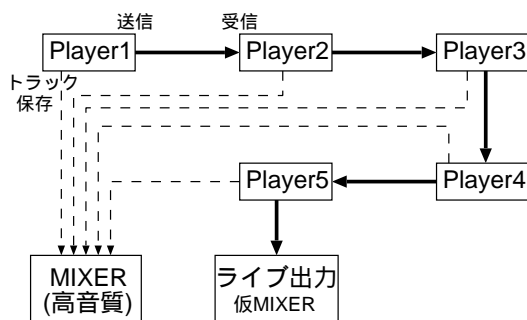 送信
受信
Player1
Player2
Player3
トラック
保存
Player5
Player4
MIXER
(高音質)
ライブ出力
仮MIXER